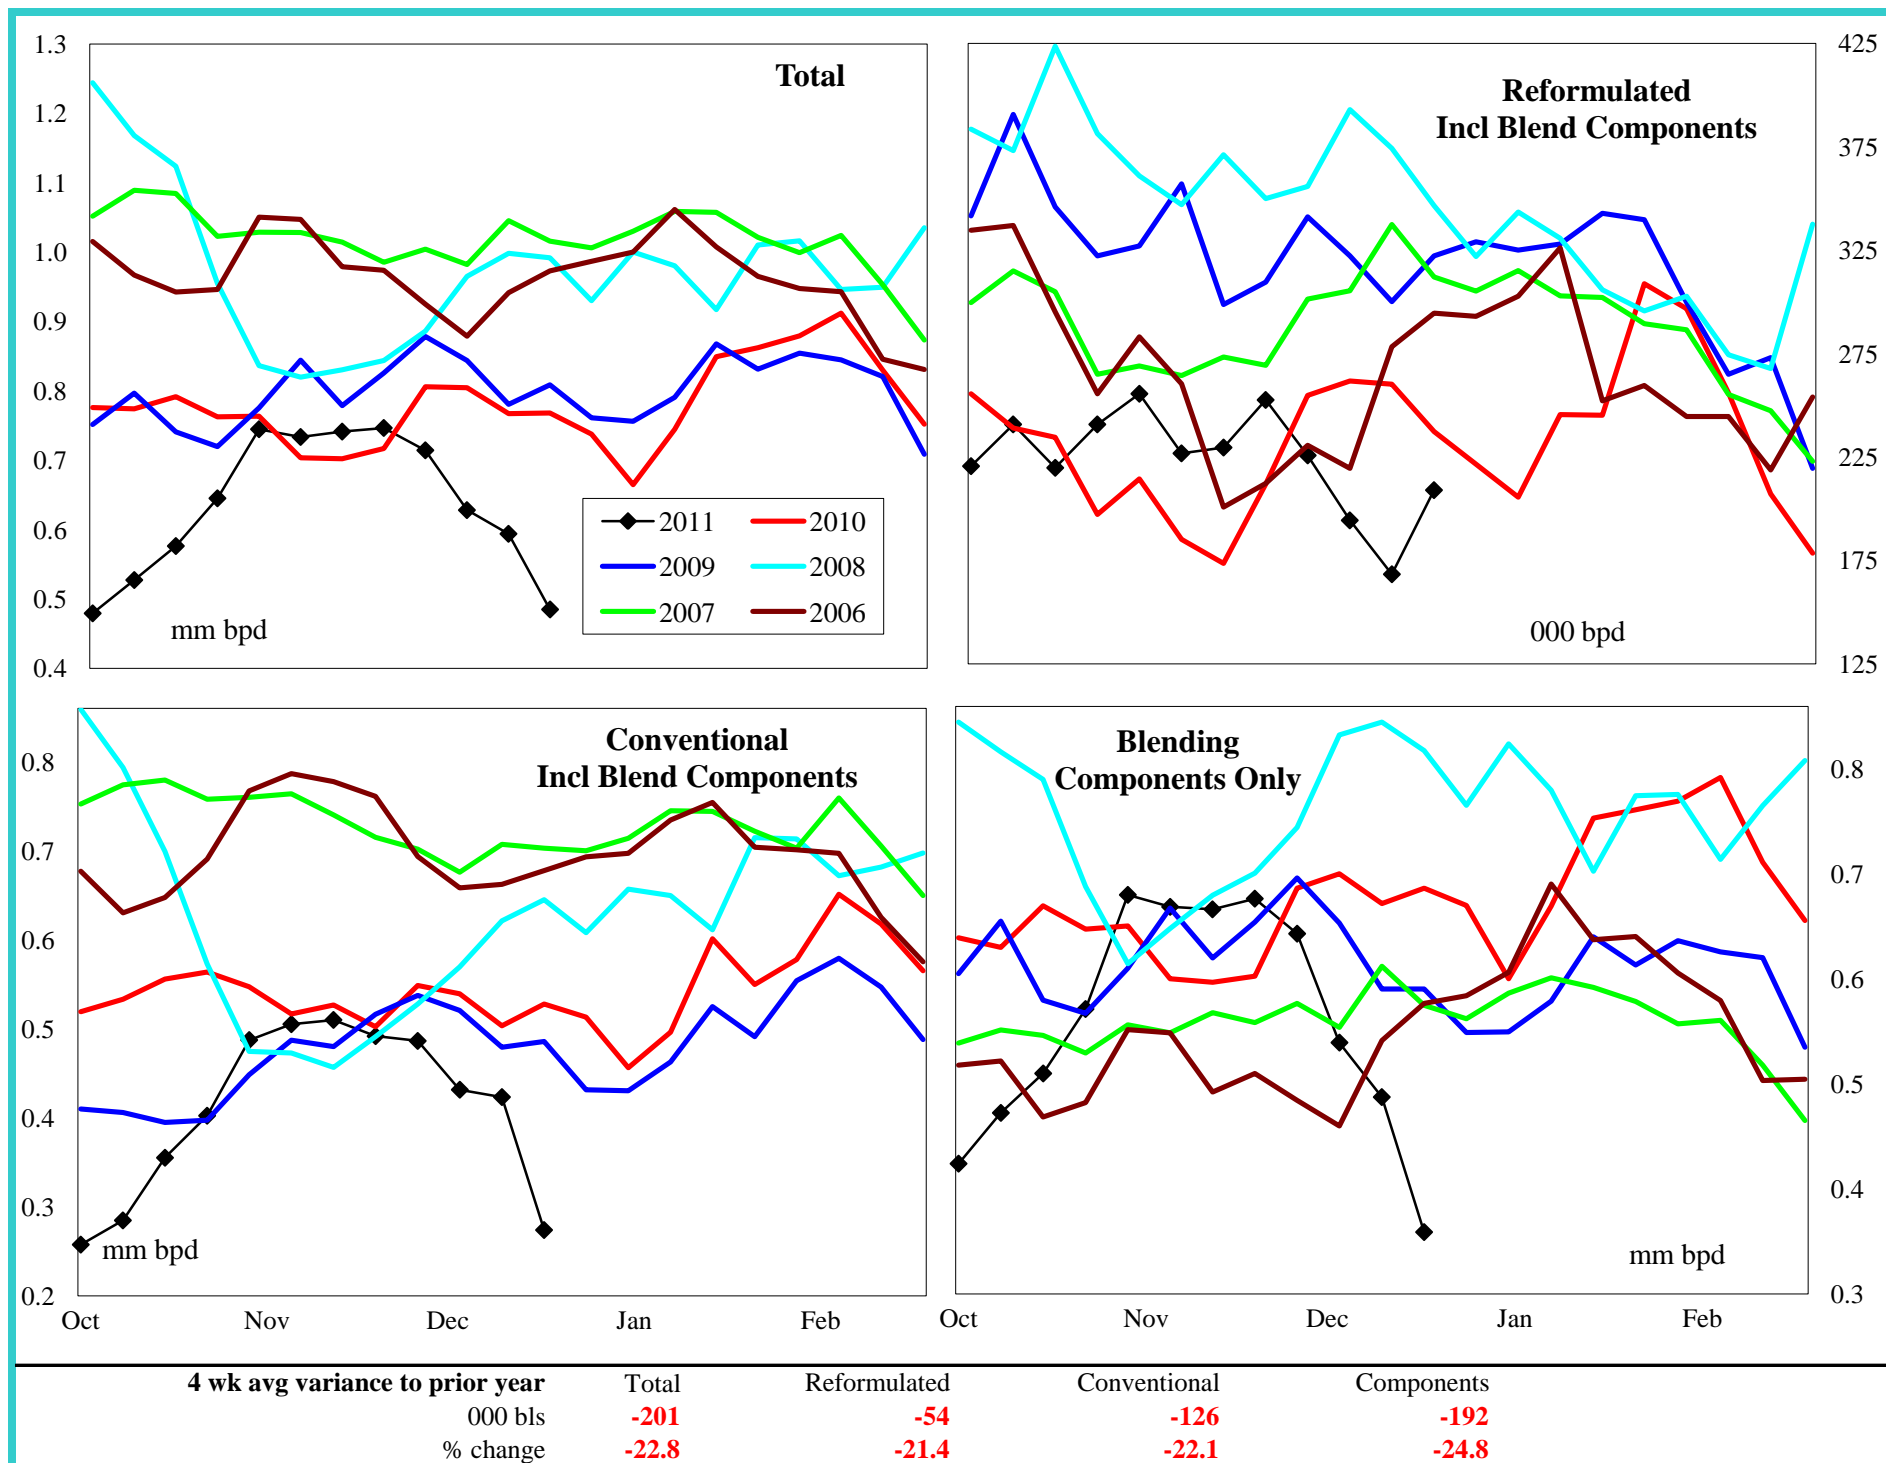 1.3
1.2
1.1
1.0
0.9
0.8
0.7
0.6
0.5
0.4
Total
mm bpd
2011
2010
2009
2008
2007
2006
Reformulated
Incl Blend Components
000 bpd
425
375
325
275
225
175
125
0.8
0.7
0.6
0.5
0.4
0.3
0.2
Conventional
Incl Blend Components
mm bpd
Oct Nov Dec Jan Feb
Blending
Components Only
mm bpd
0.8
0.7
0.6
0.5
0.4
0.3
Oct Nov Dec Jan Feb
4 wk avg variance to prior year Total Reformulated Conventional Components
000 bls -201 -54 -126 -192
% change -22.8 -21.4 -22.1 -24.8